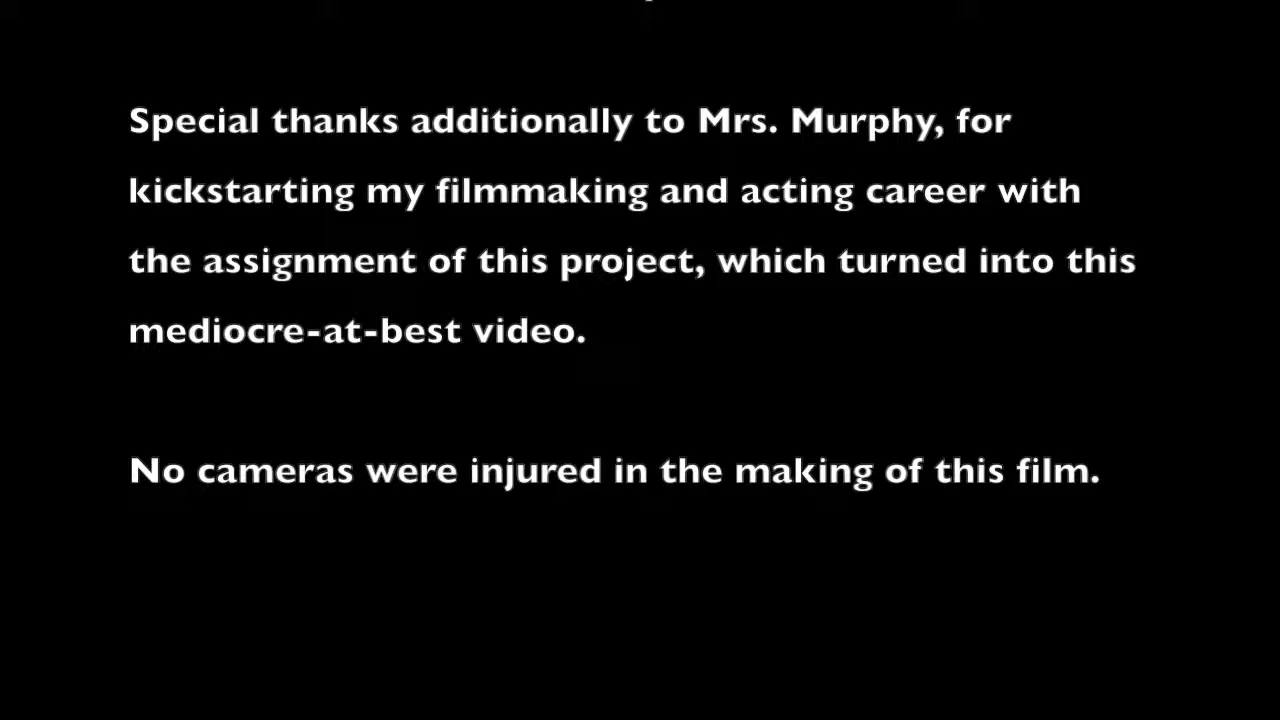 Special thanks additionally to Mrs. Murphy, for
kickstarting my filmmaking and acting career with
the assignment of this project, which turned into this
mediocre-at-best video.
No cameras were injured in the making of this film.